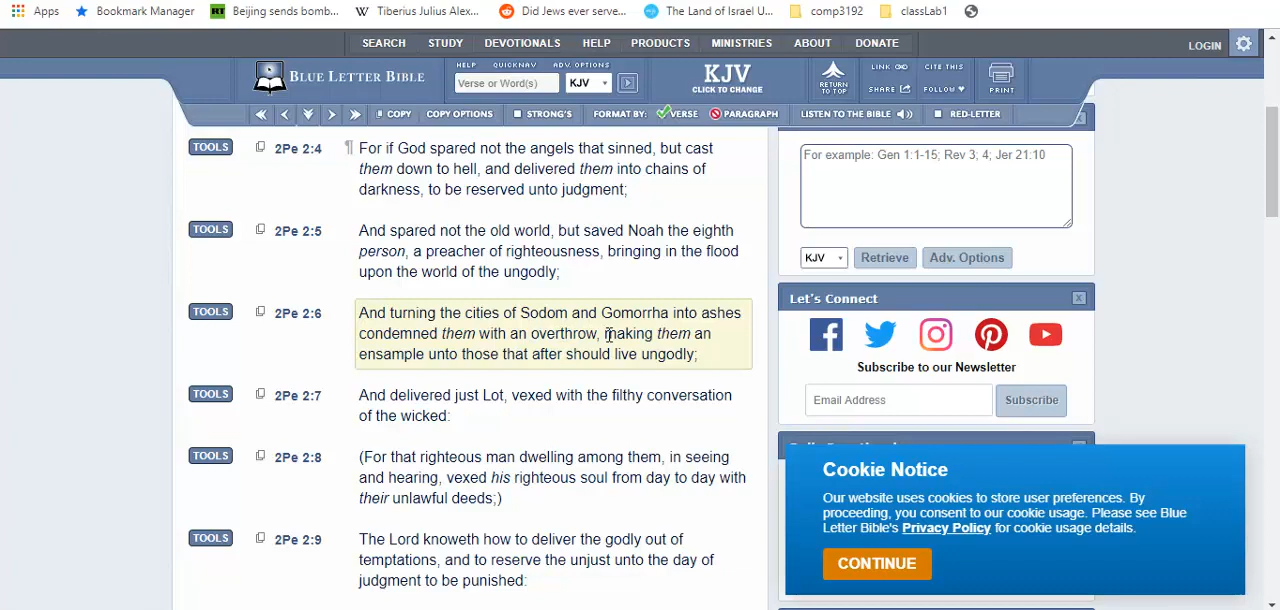 Apps Bookmark Manager RT Beijing sends bomb... W Tiberius Julius Alex... Did Jews ever serve... The Land of Israel U... comp3192 classLab1
SEARCH STUDY DEVOTIONALS HELP PRODUCTS MINISTRIES ABOUT DONATE LOGIN
BLUE LETTER BIBLE
HELP QUICKNAV ADV. OPTIONS
Verse or Word(s) KJV
KJV
CLICK TO CHANGE
RETURN
TO TOP
LINK CITE THIS
SHARE FOLLOW PRINT
COPY COPY OPTIONS STRONG'S FORMAT BY: VERSE PARAGRAPH LISTEN TO THE BIBLE RED-LETTER
TOOLS 2Pe 2:4 ¶ For if God spared not the angels that sinned, but cast
them down to hell, and delivered them into chains of
darkness, to be reserved unto judgment;
TOOLS 2Pe 2:5 And spared not the old world, but saved Noah the eighth
person, a preacher of righteousness, bringing in the flood
upon the world of the ungodly;
TOOLS 2Pe 2:6 And turning the cities of Sodom and Gomorrha into ashes
condemned them with an overthrow, making them an
ensample unto those that after should live ungodly;
TOOLS 2Pe 2:7 And delivered just Lot, vexed with the filthy conversation
of the wicked:
TOOLS 2Pe 2:8 (For that righteous man dwelling among them, in seeing
and hearing, vexed his righteous soul from day to day with
their unlawful deeds;)
TOOLS 2Pe 2:9 The Lord knoweth how to deliver the godly out of
temptations, and to reserve the unjust unto the day of
judgment to be punished:
For example: Gen 1:1-15; Rev 3; 4; Jer 21:10
KJV Retrieve Adv. Options
Let's Connect
Subscribe to our Newsletter
Email Address Subscribe
Cookie Notice
Our website uses cookies to store user preferences. By
proceeding, you consent to our cookie usage. Please see Blue
Letter Bible's Privacy Policy for cookie usage details.
CONTINUE